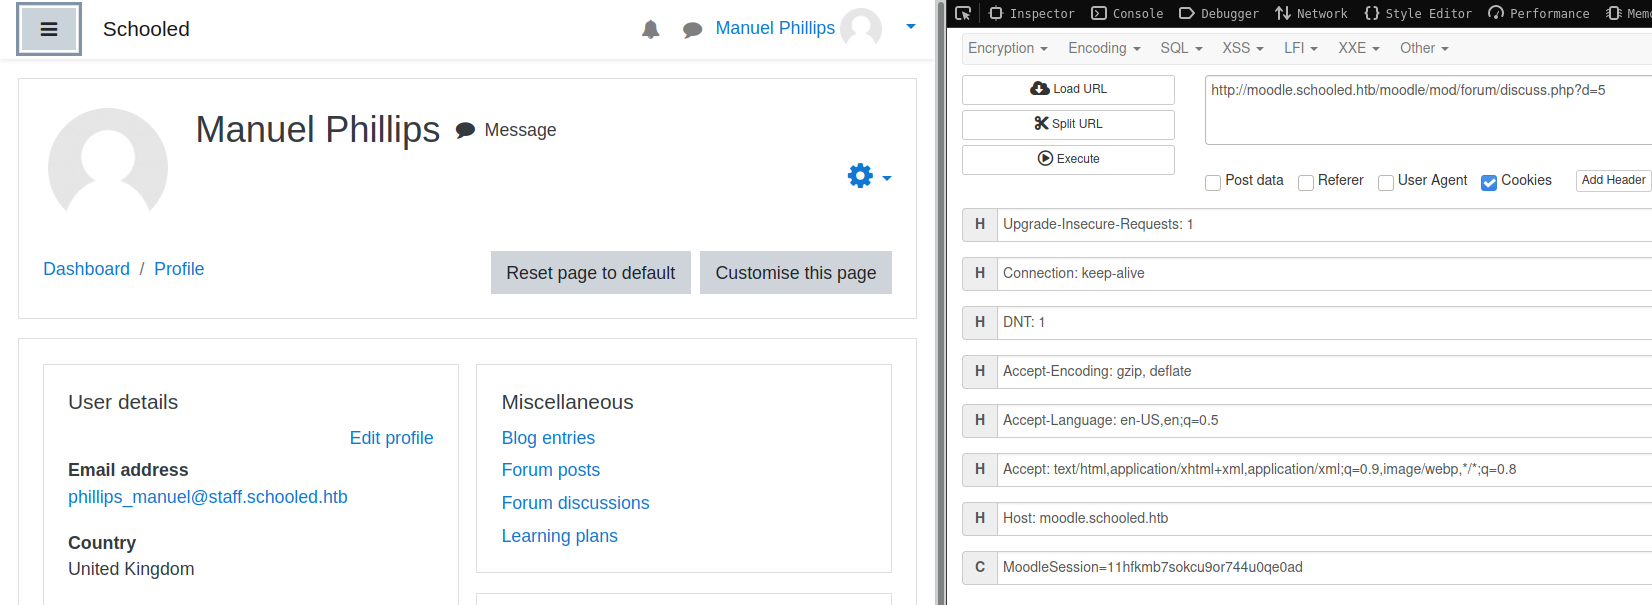 Schooled
Manuel Phillips
Manuel Phillips
Message
Dashboard / Profile
Reset page to default
Customise this page
User details
Edit profile
Email address
phillips_manuel@staff.schooled.htb
Country
United Kingdom
Miscellaneous
Blog entries
Forum posts
Forum discussions
Learning plans
Inspector Console Debugger Network Style Editor Performance
Encryption Encoding SQL XSS LFI XXE Other
Load URL
Split URL
Execute
http://moodle.schooled.htb/moodle/mod/forum/discuss.php?d=5
Post data Referer User Agent Cookies Add Header
H Upgrade-Insecure-Requests: 1
H Connection: keep-alive
H DNT: 1
H Accept-Encoding: gzip, deflate
H Accept-Language: en-US,en;q=0.5
H Accept: text/html,application/xhtml+xml,application/xml;q=0.9,image/webp,*/*;q=0.8
H Host: moodle.schooled.htb
C MoodleSession=11hfkmb7sokcu9or744u0qe0ad